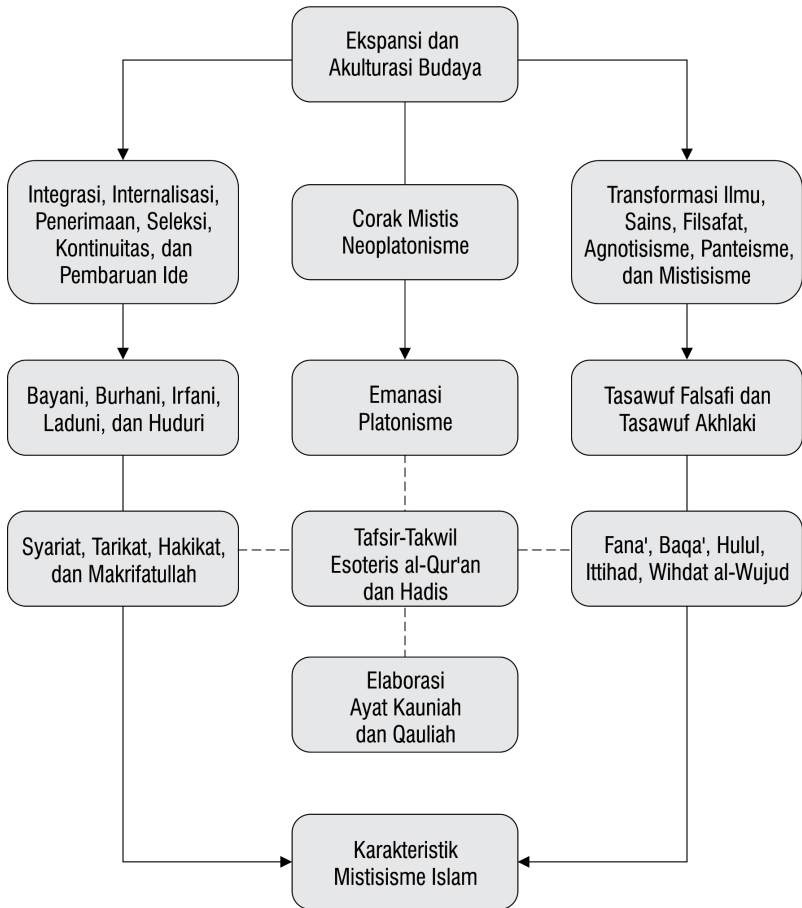 Ekspansi dan
Akulturasi Budaya
Integrasi, Internalisasi,
Penerimaan, Seleksi,
Kontinuitas, dan
Pembaruan Ide
Corak Mistis
Neoplatonisme
Transformasi Ilmu,
Sains, Filsafat,
Agnotisisme, Panteisme,
dan Mistisisme
Bayani, Burhani, Irfani,
Laduni, dan Huduri
Emanasi
Platonisme
Tasawuf Falsafi dan
Tasawuf Akhlaki
Syariat, Tarikat, Hakikat,
dan Makrifatullah
Tafsir-Takwil
Esoteris al-Qur'an
dan Hadis
Fana', Baqa', Hulul,
Ittihad, Wihdat al-Wujud
Elaborasi
Ayat Kauniah
dan Qauliah
Karakteristik
Mistisisme Islam